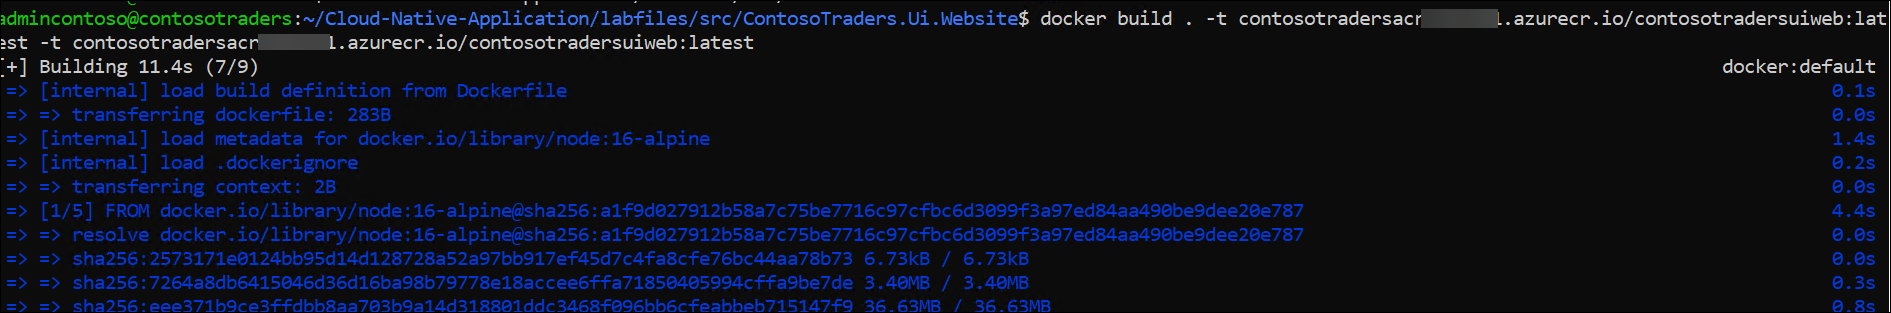 admincontoso@contosotraders:~/Cloud-Native-Application/labfiles/src/ContosoTraders.Ui.Website$ docker build . -t contosotradersacr 1.azurecr.io/contosotradersuiweb:lat
est -t contosotradersacr 1.azurecr.io/contosotradersuiweb:latest
[+] Building 11.4s (7/9) docker:default
=> [internal] load build definition from Dockerfile 0.1s
=> => transferring dockerfile: 283B 0.0s
=> [internal] load metadata for docker.io/library/node:16-alpine 1.4s
=> [internal] load .dockerignore 0.2s
=> => transferring context: 2B 0.0s
=> [1/5] FROM docker.io/library/node:16-alpine@sha256:a1f9d027912b58a7c75be7716c97cfbc6d3099f3a97ed84aa490be9dee20e787 4.4s
=> => resolve docker.io/library/node:16-alpine@sha256:a1f9d027912b58a7c75be7716c97cfbc6d3099f3a97ed84aa490be9dee20e787 0.0s
=> => sha256:2573171e0124bb95d14d128728a52a97bb917ef45d7c4fa8cfe76bc44aa78b73 6.73kB / 6.73kB 0.0s
=> => sha256:7264a8db6415046d36d16ba98b79778e18accee6ffa71850405994cffa9be7de 3.40MB / 3.40MB 0.3s
=> => sha256:eee371b9ce3ffdbb8aa703b9a14d318801ddc3468f096bb6cfeabbeb715147f9 36.63MB / 36.63MB 0.8s